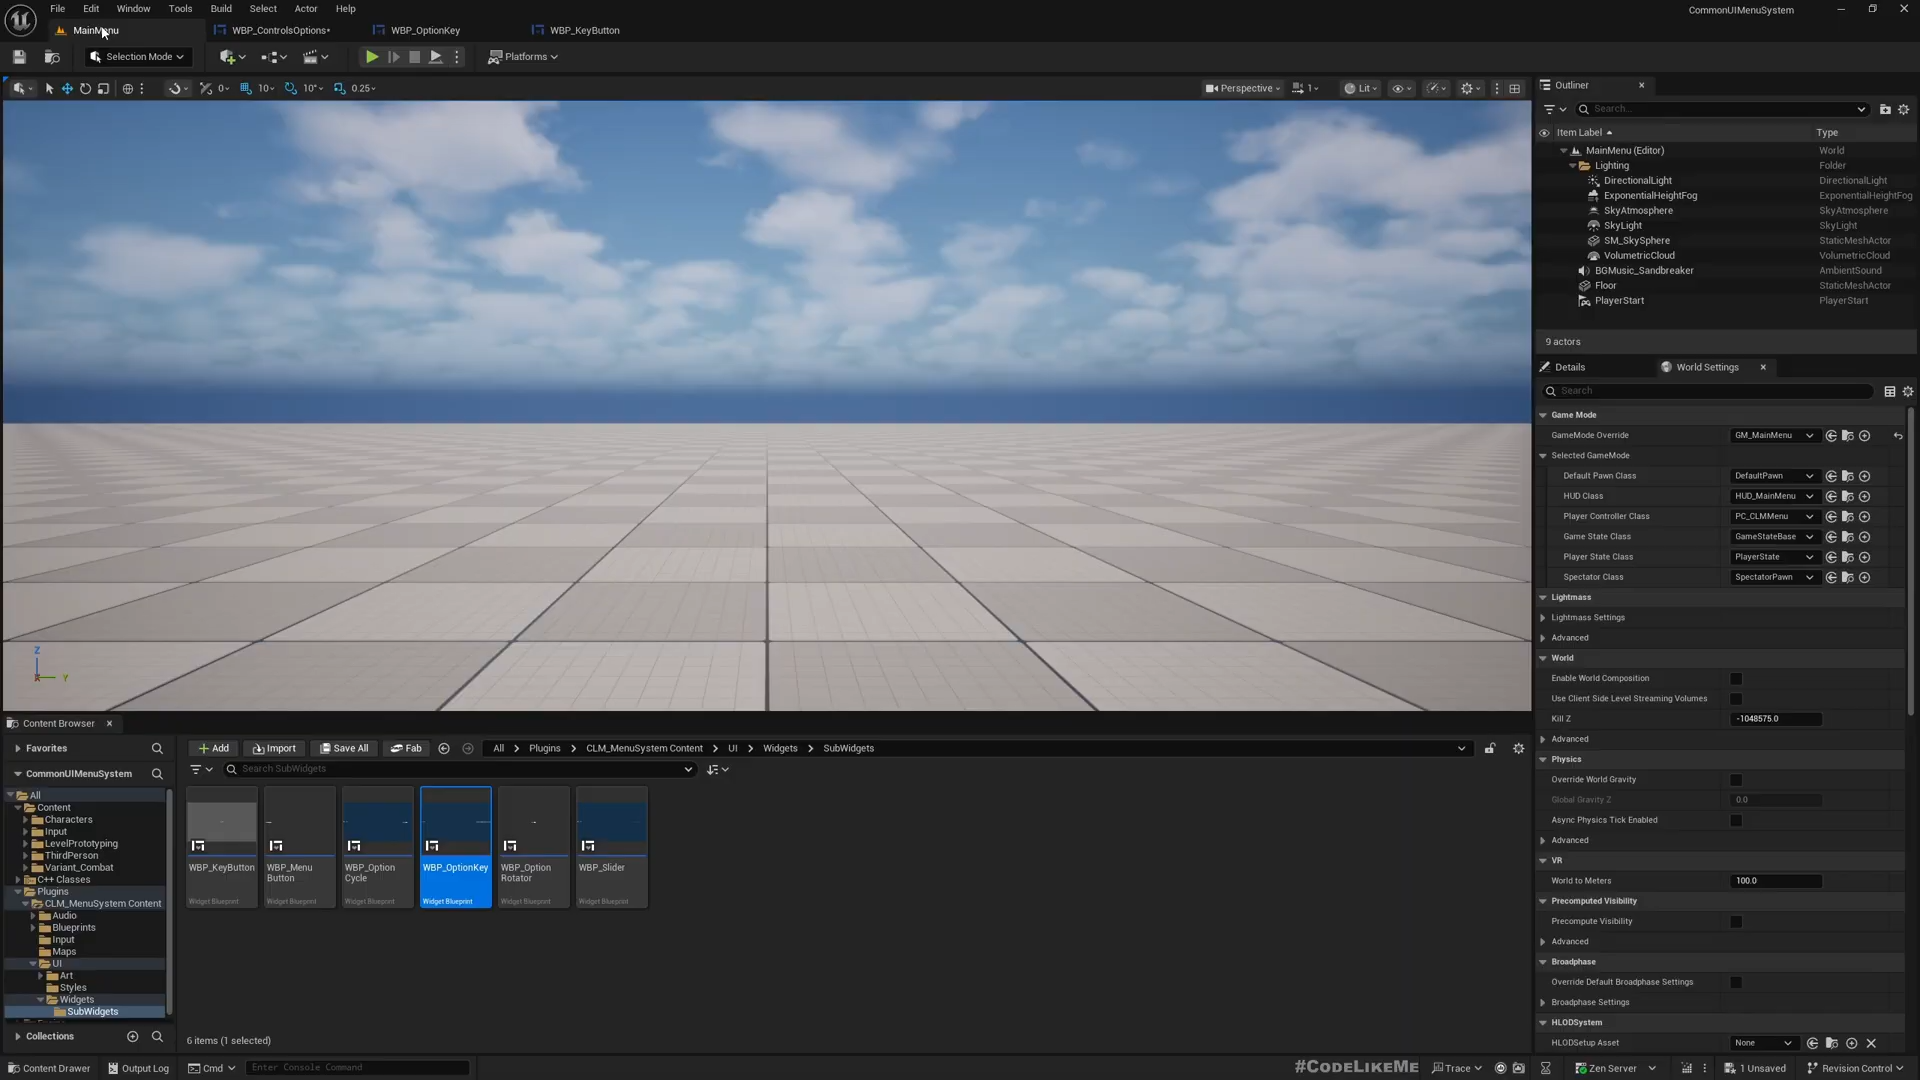 File Edit Window Tools Build Select Actor Help
CommonUIMenuSystem
MainMenu WBP_ControlsOptions* WBP_OptionKey WBP_KeyButton
Selection Mode Platforms
0 10 10° 0.25 Perspective 1 Lit
Outliner
Search...
Item Label Type
MainMenu (Editor) World
Lighting Folder
DirectionalLight DirectionalLight
ExponentialHeightFog ExponentialHeightFog
SkyAtmosphere SkyAtmosphere
SkyLight SkyLight
SM_SkySphere StaticMeshActor
VolumetricCloud VolumetricCloud
BGMusic_Sandbreaker AmbientSound
Floor StaticMeshActor
PlayerStart PlayerStart
9 actors
Details World Settings
Search
Game Mode
GameMode Override GM_MainMenu
Selected GameMode
Default Pawn Class DefaultPawn
HUD Class HUD_MainMenu
Player Controller Class PC_CLMMenu
Game State Class GameStateBase
Player State Class PlayerState
Spectator Class SpectatorPawn
Lightmass
Lightmass Settings
Advanced
World
Enable World Composition
Use Client Side Level Streaming Volumes
Kill Z -1048575.0
Advanced
Physics
Override World Gravity
Global Gravity Z 0.0
Async Physics Tick Enabled
Advanced
VR
World to Meters 100.0
Precomputed Visibility
Precompute Visibility
Advanced
Broadphase
Override Default Broadphase Settings
Broadphase Settings
HLODSystem
HLODSetup Asset None
Z
Y
Content Browser
Favorites
CommonUIMenuSystem
All
Content
Characters
Input
LevelPrototyping
ThirdPerson
Variant_Combat
C++ Classes
Plugins
CLM_MenuSystem Content
Audio
Blueprints
Input
Maps
UI
Art
Styles
Widgets
SubWidgets
Collections
Add Import Save All Fab All Plugins CLM_MenuSystem Content UI Widgets SubWidgets
Search SubWidgets
WBP_KeyButton
Widget Blueprint
WBP_Menu
Button
Widget Blueprint
WBP_Option
Cycle
Widget Blueprint
WBP_OptionKey
Widget Blueprint
WBP_Option
Rotator
Widget Blueprint
WBP_Slider
Widget Blueprint
6 items (1 selected)
Content Drawer Output Log Cmd Enter Console Command #CodeLikeMe Trace Zen Server 1 Unsaved Revision Control